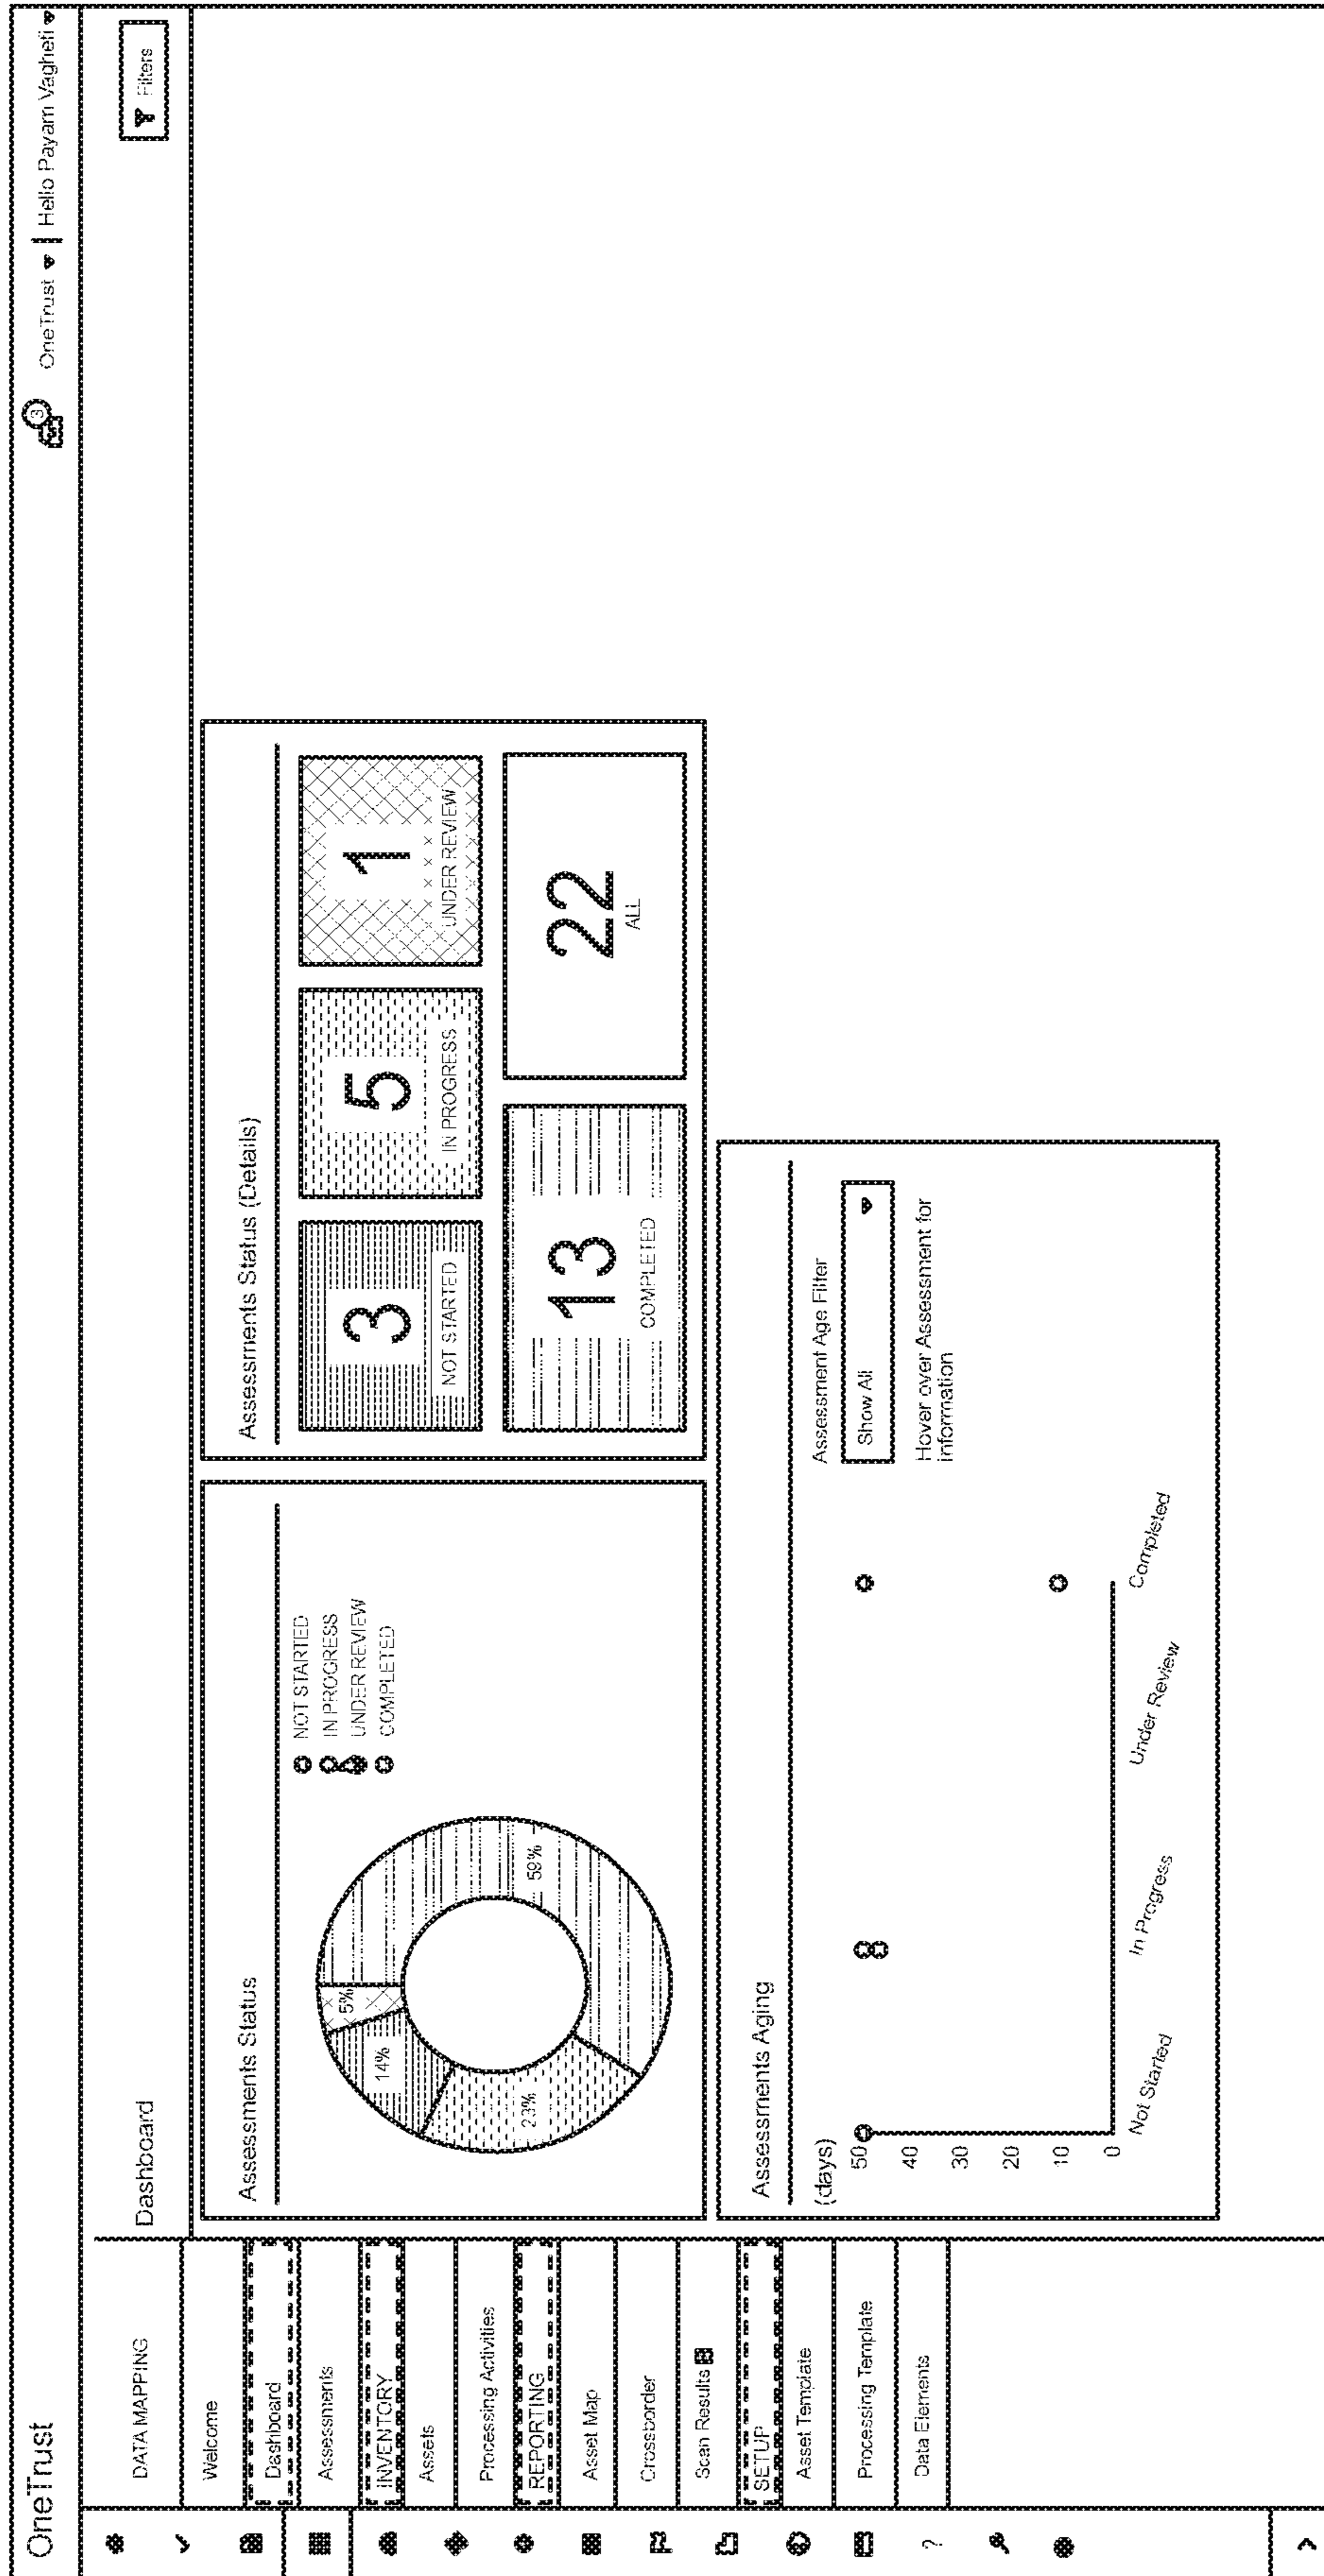 OneTrust
3
OneTrust
Hello Payam Vagheti
DATA MAPPING
Welcome
Dashboard
Assessments
INVENTORY
Assets
Processing Activities
REPORTING
Asset Map
Crossborder
Scan Results
SETUP
Asset Template
Processing Template
Data Elements
?
Dashboard
Filters
Assessments Status
5%
14%
23%
59%
NOT STARTED
IN PROGRESS
UNDER REVIEW
COMPLETED
Assessments Status (Details)
3
NOT STARTED
5
IN PROGRESS
1
UNDER REVIEW
13
COMPLETED
22
ALL
Assessments Aging
(days)
50
40
30
20
10
0
Not Started
In Progress
Under Review
Completed
Assessment Age Filter
Show All
Hover over Assessment for
information